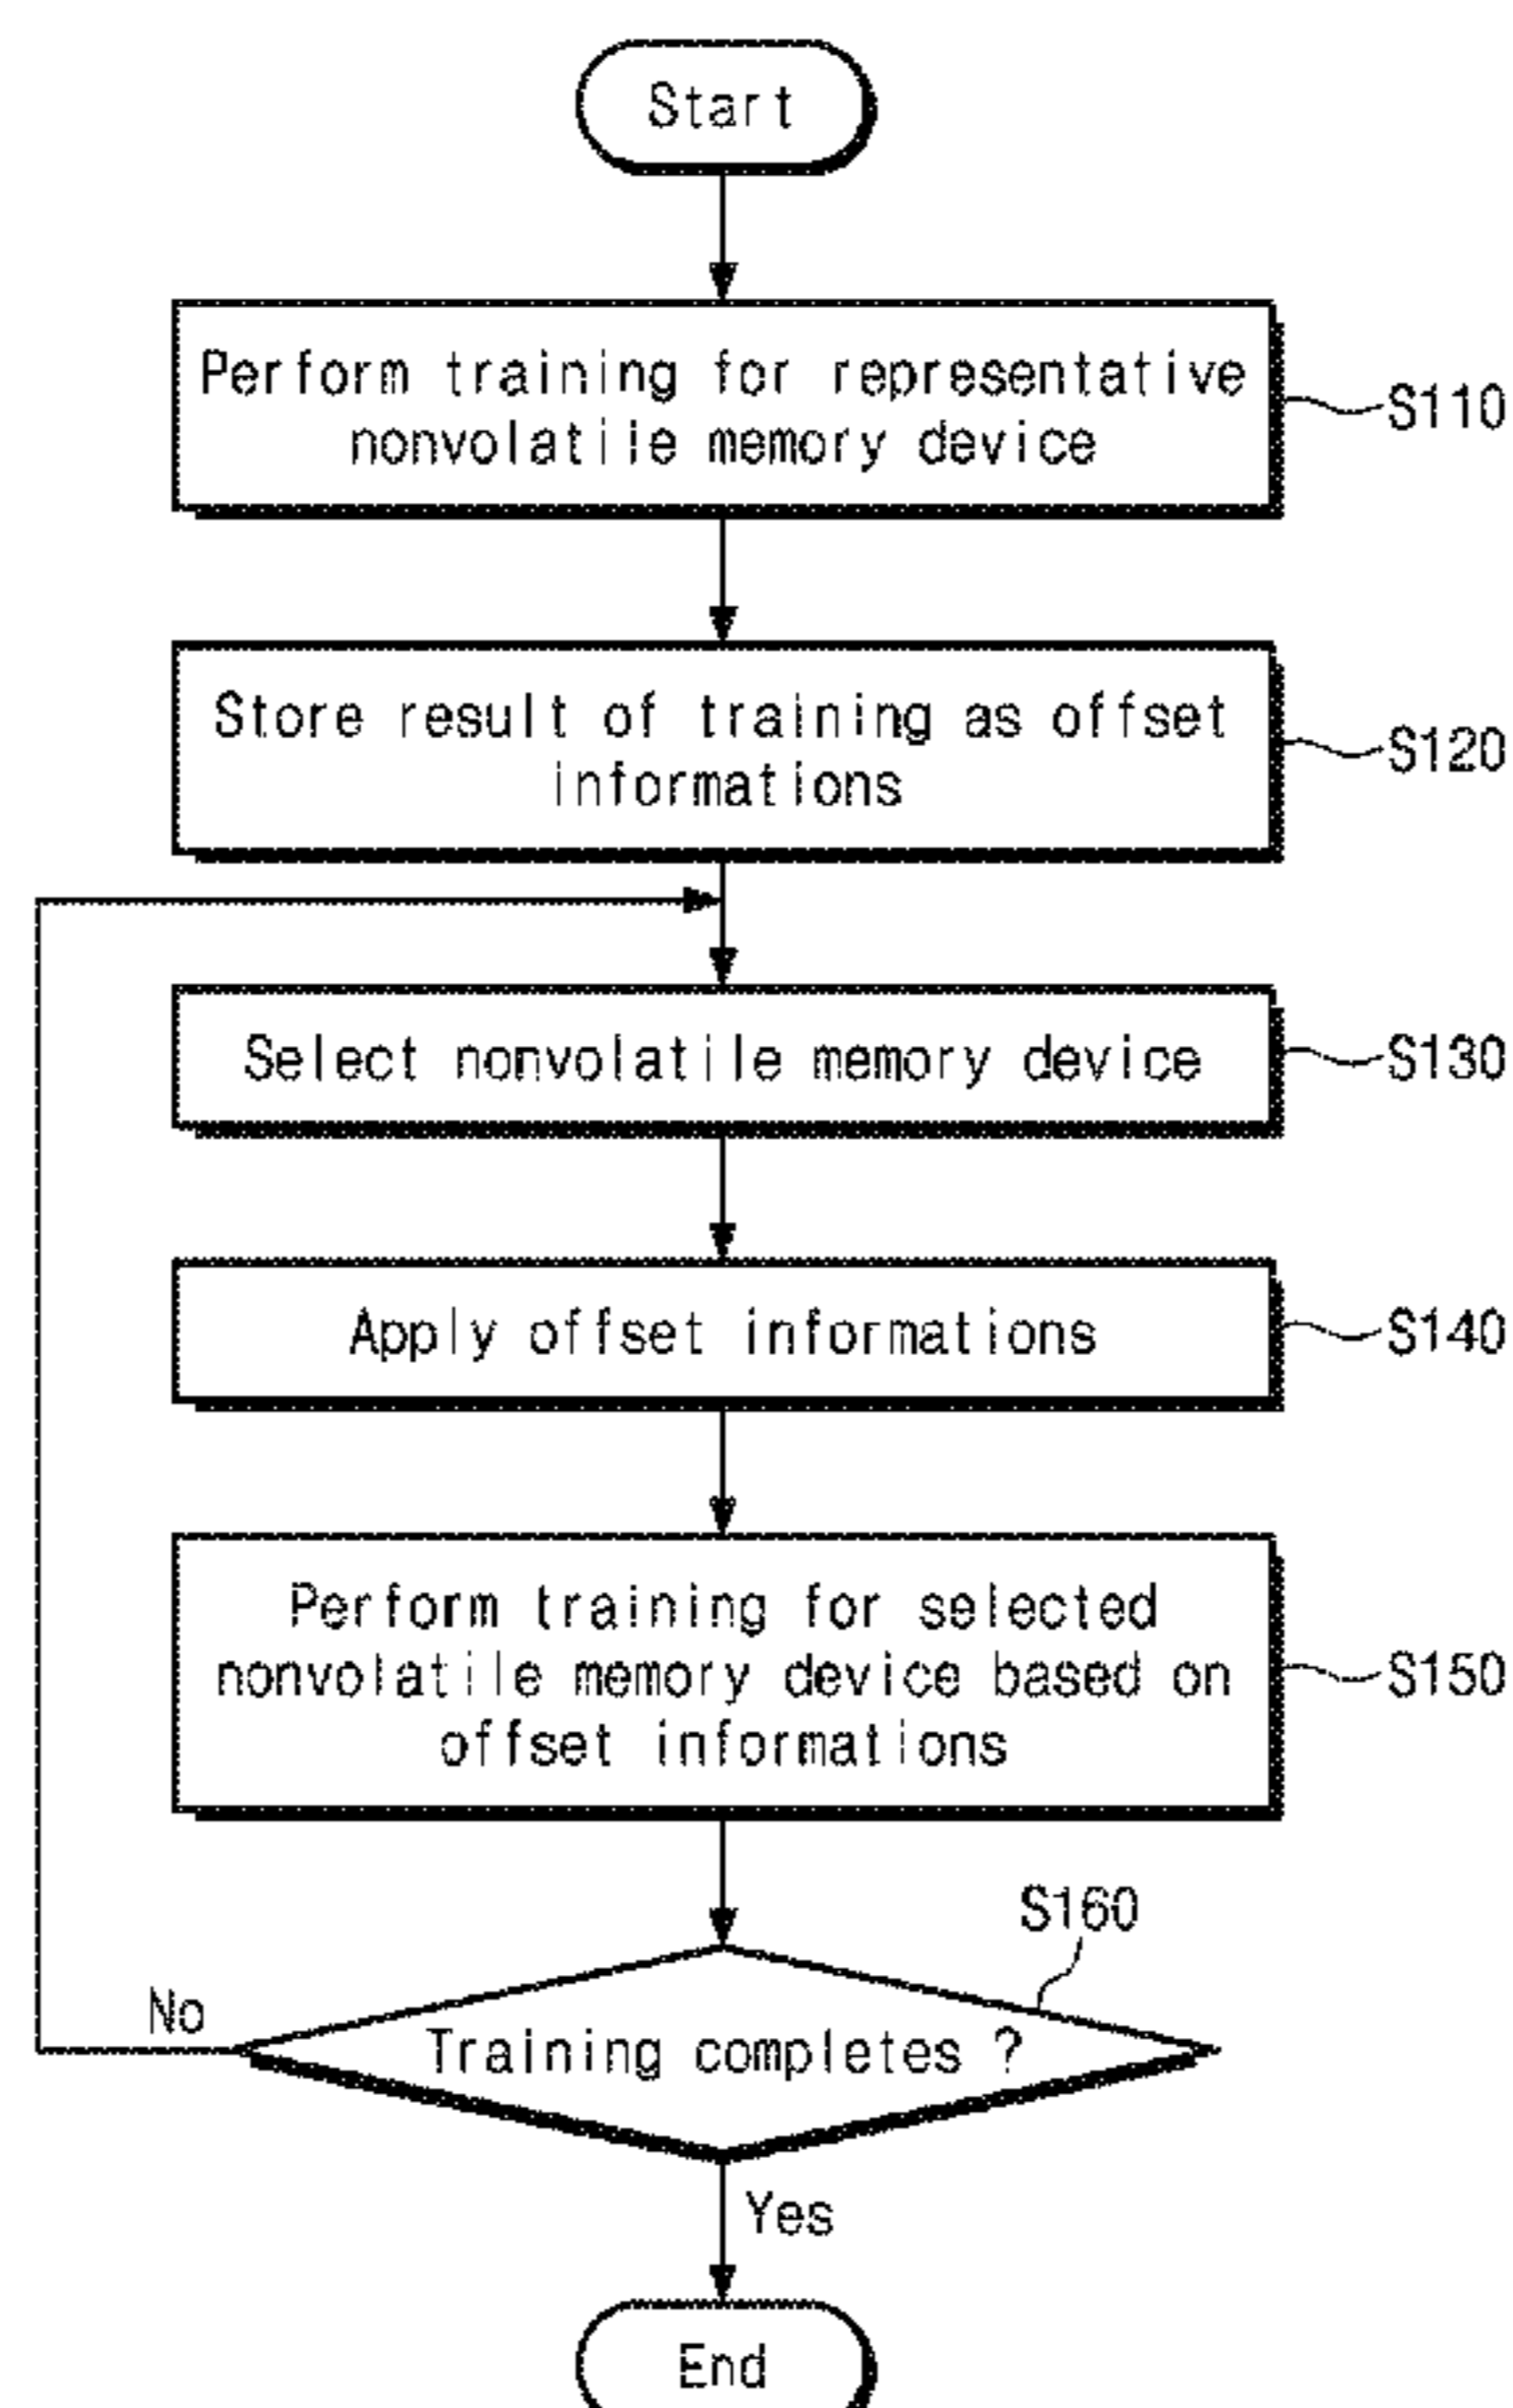 Start
Perform training for representative
nonvolatile memory device
S110
Store result of training as offset
informations
S120
Select nonvolatile memory device
S130
Apply offset informations
S140
Perform training for selected
nonvolatile memory device based on
offset informations
S150
S160
No
Training completes ?
Yes
End